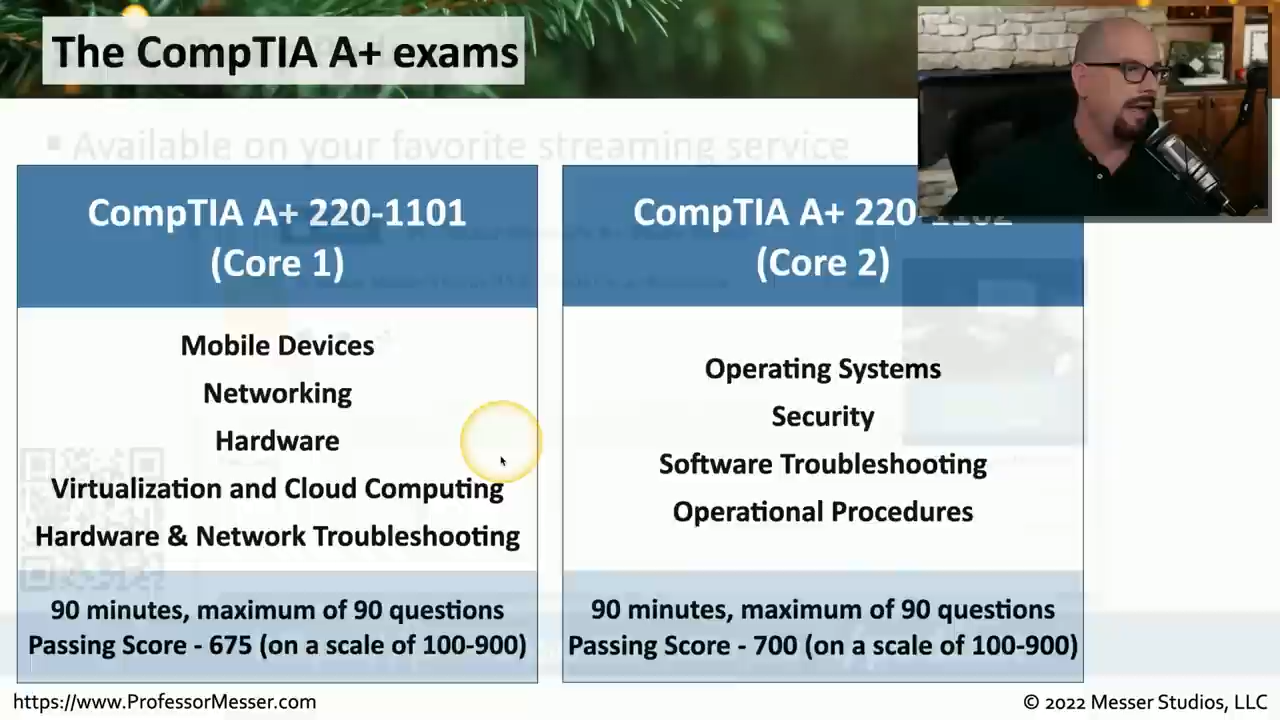 The CompTIA A+ exams
Available on your favorite streaming service
CompTIA A+ 220-1101
(Core 1)
Mobile Devices
Networking
Hardware
Virtualization and Cloud Computing
Hardware & Network Troubleshooting
90 minutes, maximum of 90 questions
Passing Score - 675 (on a scale of 100-900)
CompTIA A+ 220-1102
(Core 2)
Operating Systems
Security
Software Troubleshooting
Operational Procedures
90 minutes, maximum of 90 questions
Passing Score - 700 (on a scale of 100-900)
https://www.ProfessorMesser.com
© 2022 Messer Studios, LLC